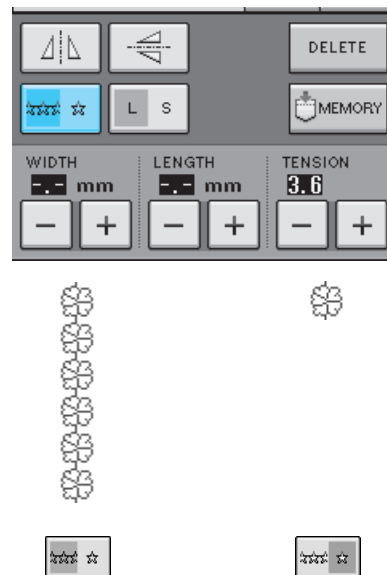 DELETE
L S
MEMORY
WIDTH LENGTH TENSION
-.- mm -.- mm 3.6
− + − + − +